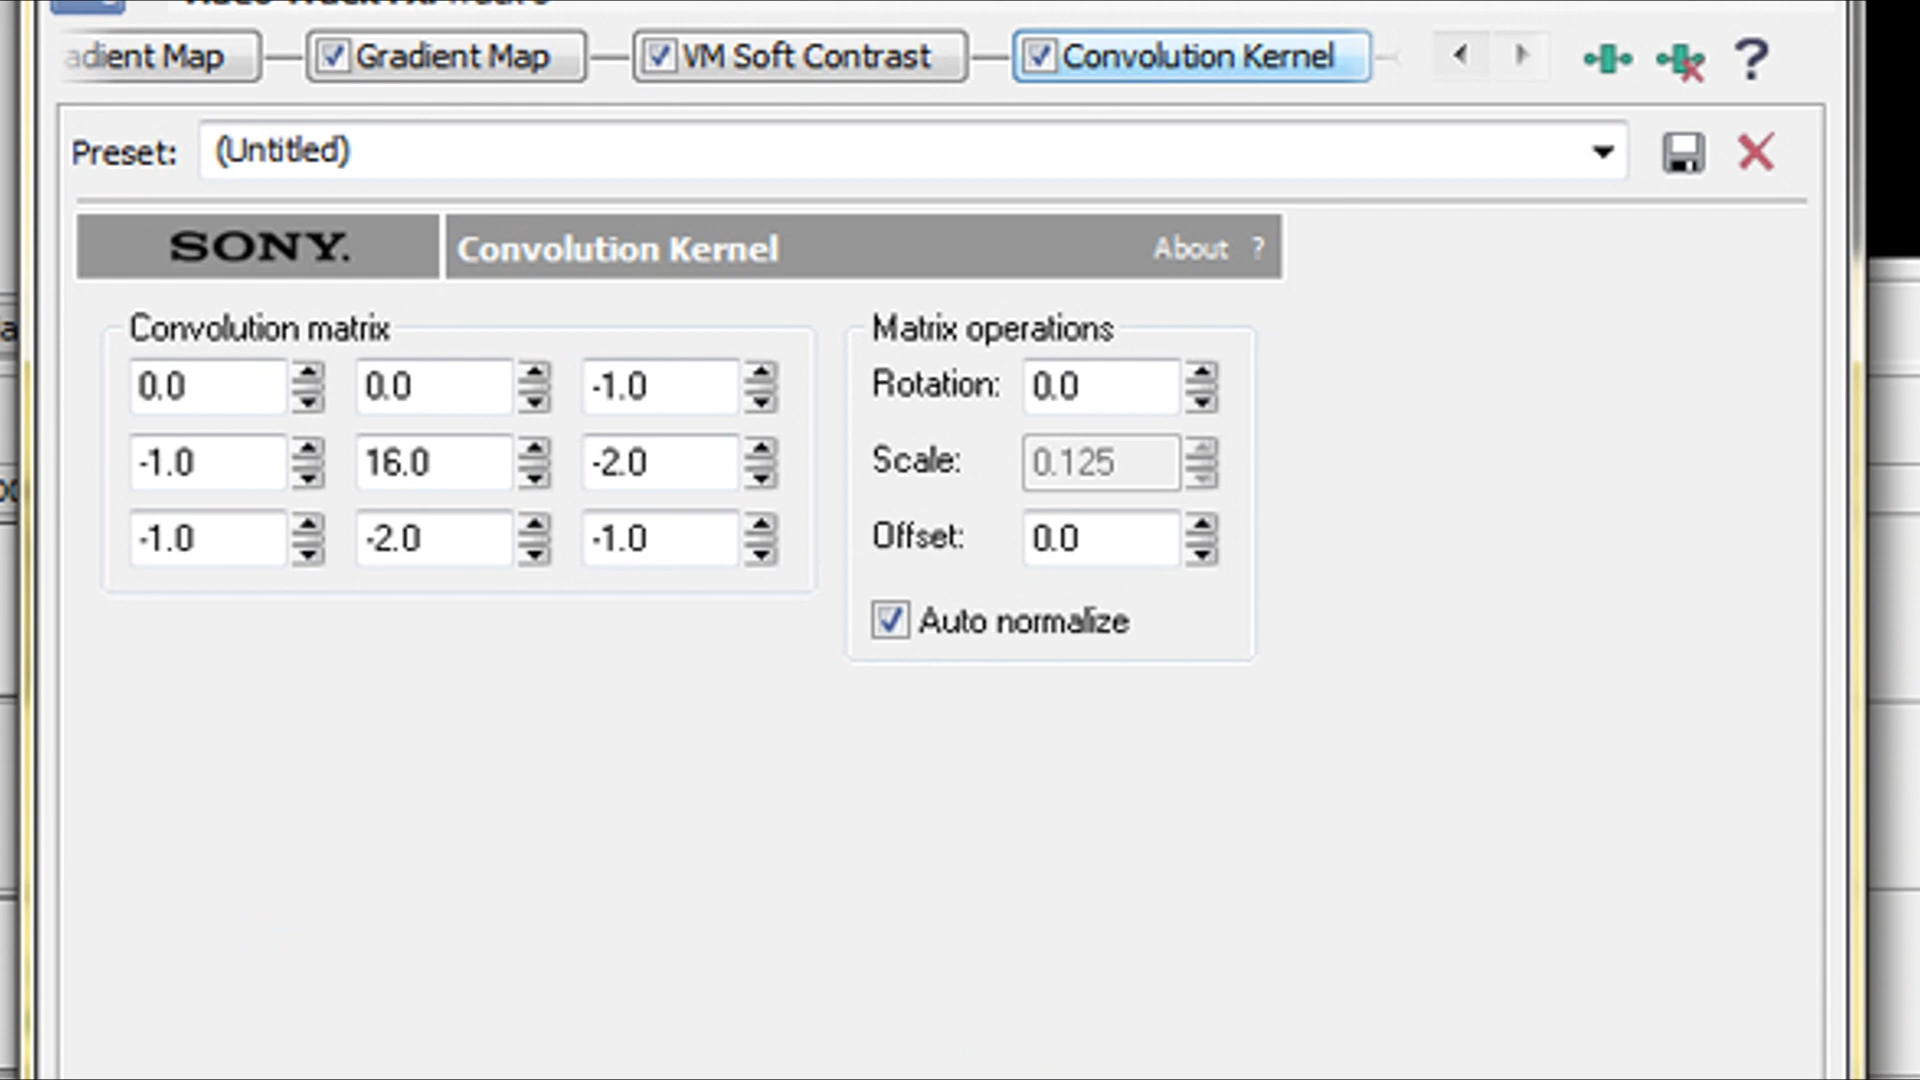 adient Map Gradient Map VM Soft Contrast Convolution Kernel ?
Preset: (Untitled)
SONY. Convolution Kernel About ?
Convolution matrix Matrix operations
0.0 0.0 -1.0 Rotation: 0.0
-1.0 16.0 -2.0 Scale: 0.125
-1.0 -2.0 -1.0 Offset: 0.0
Auto normalize